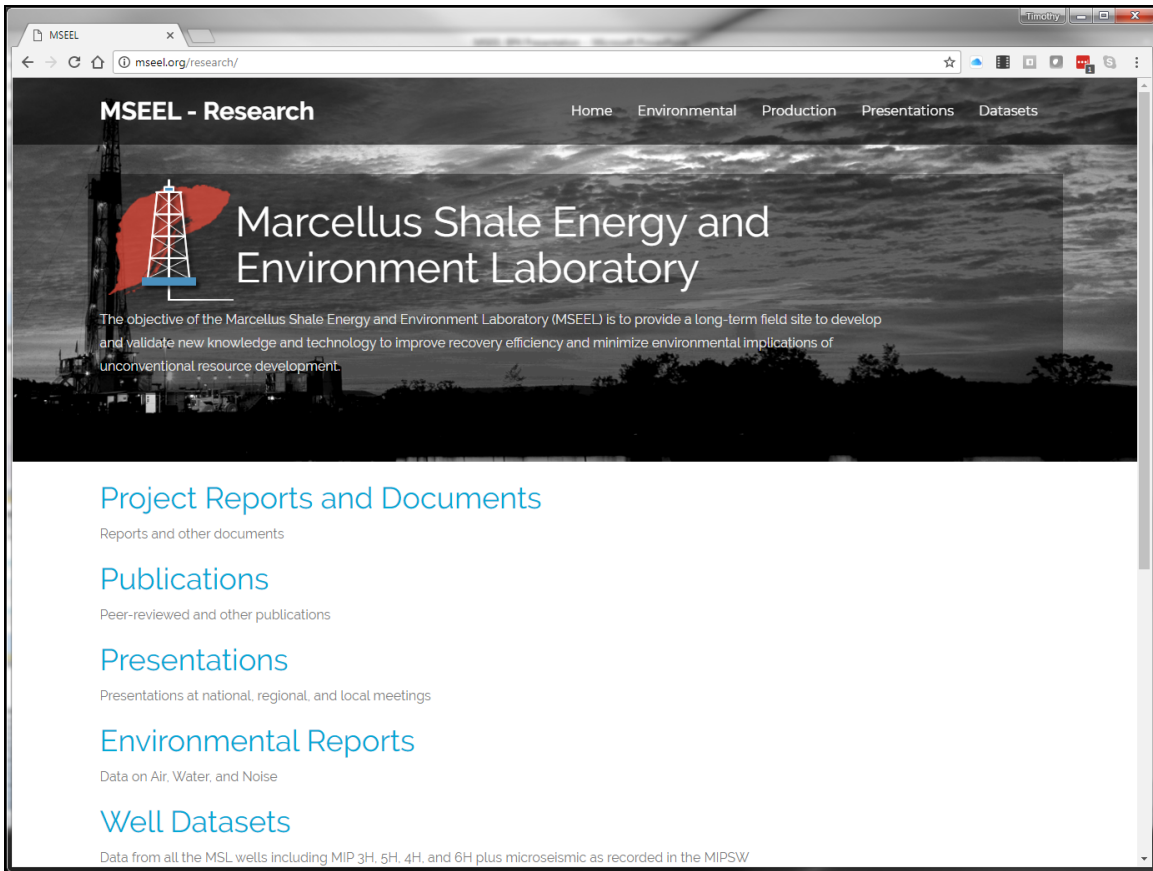 Timothy
MSEEL
mseel.org/research/
1
MSEEL - Research
Home Environmental Production Presentations Datasets
Marcellus Shale Energy and
Environment Laboratory
The objective of the Marcellus Shale Energy and Environment Laboratory (MSEEL) is to provide a long-term field site to develop
and validate new knowledge and technology to improve recovery efficiency and minimize environmental implications of
unconventional resource development.
Project Reports and Documents
Reports and other documents
Publications
Peer-reviewed and other publications
Presentations
Presentations at national, regional, and local meetings
Environmental Reports
Data on Air, Water, and Noise
Well Datasets
Data from all the MSL wells including MIP 3H, 5H, 4H, and 6H plus microseismic as recorded in the MIPSW